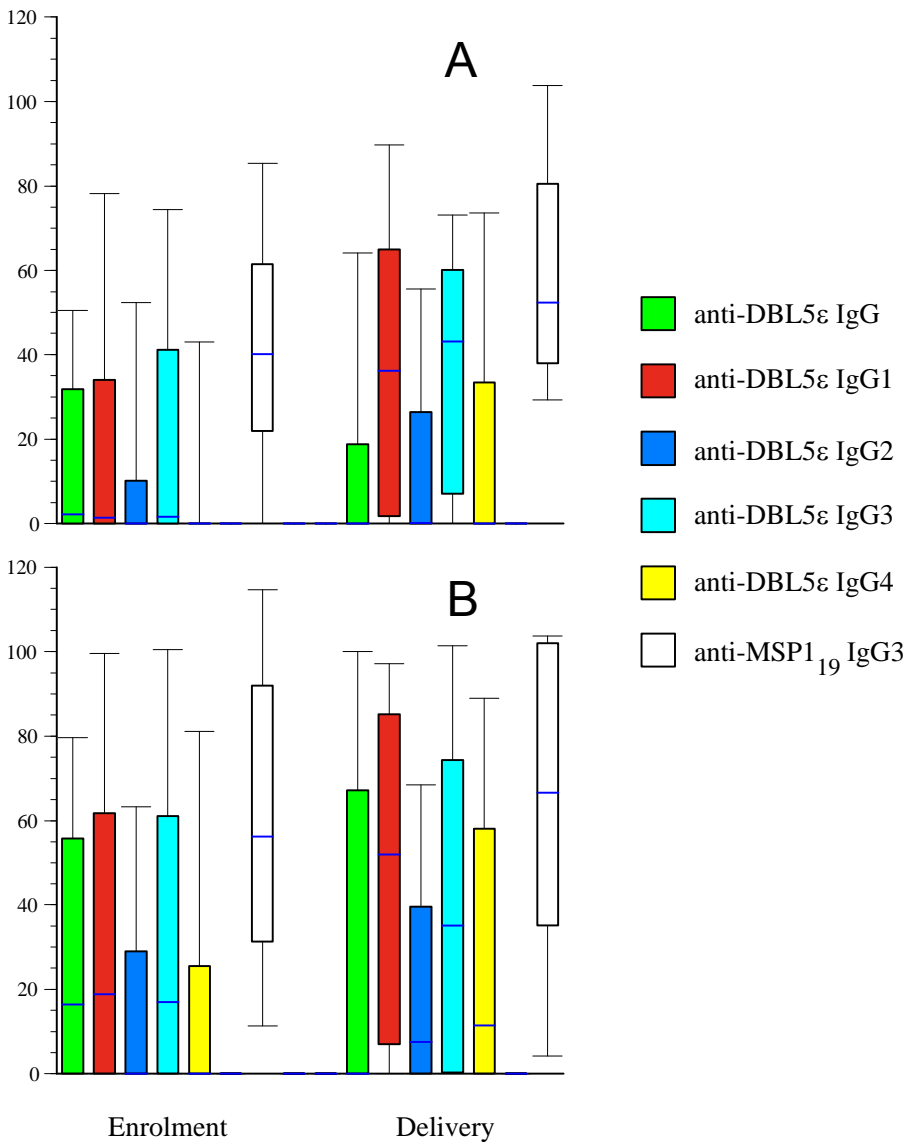 A
120
100
80
60
40
20
0
B
120
100
80
60
40
20
0
Enrolment Delivery
anti-DBL5ε IgG
anti-DBL5ε IgG1
anti-DBL5ε IgG2
anti-DBL5ε IgG3
anti-DBL5ε IgG4
anti-MSP1₁₉ IgG3